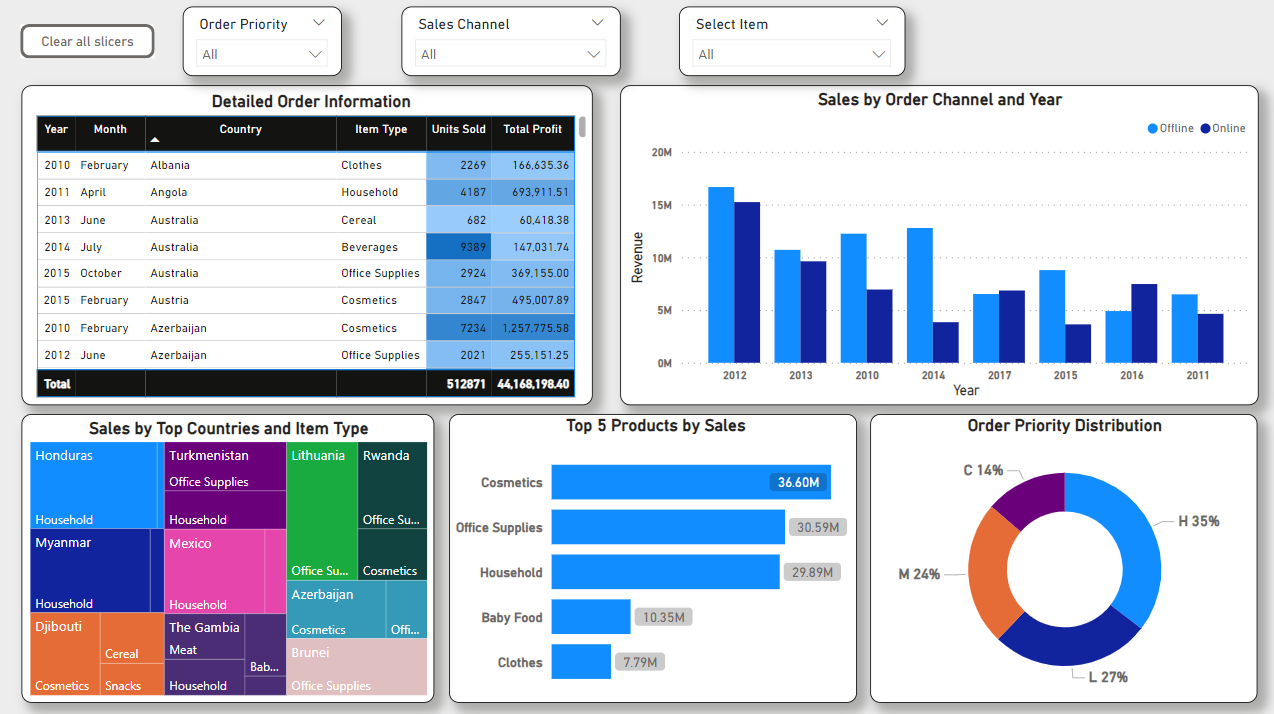 Clear all slicers
Order Priority
All
Sales Channel
All
Select Item
All
Detailed Order Information
Year Month Country Item Type Units Sold Total Profit
2010 February Albania Clothes 2269 166,635.36
2011 April Angola Household 4187 693,911.51
2013 June Australia Cereal 682 60,418.38
2014 July Australia Beverages 9389 147,031.74
2015 October Australia Office Supplies 2924 369,155.00
2015 February Austria Cosmetics 2847 495,007.89
2010 February Azerbaijan Cosmetics 7234 1,257,775.58
2012 June Azerbaijan Office Supplies 2021 255,151.25
Total 512871 44,168,198.40
Sales by Order Channel and Year
Offline Online
20M
15M
10M
5M
0M
Revenue
2012 2013 2010 2014 2017 2015 2016 2011
Year
Sales by Top Countries and Item Type
Honduras
Household
Myanmar
Household
Djibouti
Cosmetics
Cereal
Snacks
Turkmenistan
Office Supplies
Household
Mexico
Household
The Gambia
Meat
Household
Bab...
Lithuania
Office Su...
Rwanda
Office Su...
Cosmetics
Azerbaijan
Cosmetics
Offi...
Brunei
Office Supplies
Top 5 Products by Sales
Cosmetics 36.60M
Office Supplies 30.59M
Household 29.89M
Baby Food 10.35M
Clothes 7.79M
Order Priority Distribution
C 14%
H 35%
M 24%
L 27%